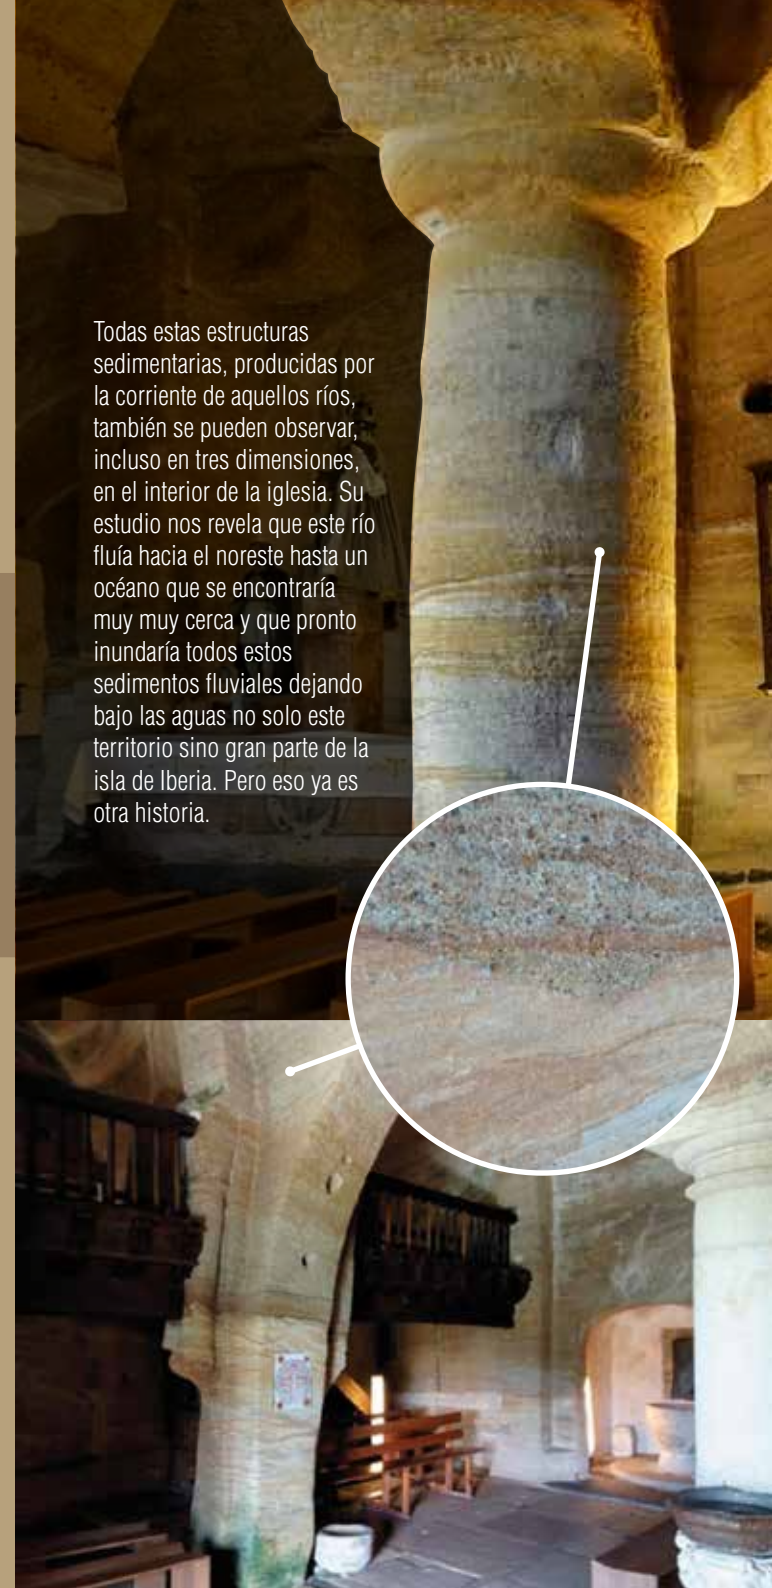 Todas estas estructuras
sedimentarias, producidas por
la corriente de aquellos ríos,
también se pueden observar,
incluso en tres dimensiones,
en el interior de la iglesia. Su
estudio nos revela que este río
fluía hacia el noreste hasta un
océano que se encontraría
muy muy cerca y que pronto
inundaría todos estos
sedimentos fluviales dejando
bajo las aguas no solo este
territorio sino gran parte de la
isla de Iberia. Pero eso ya es
otra historia.